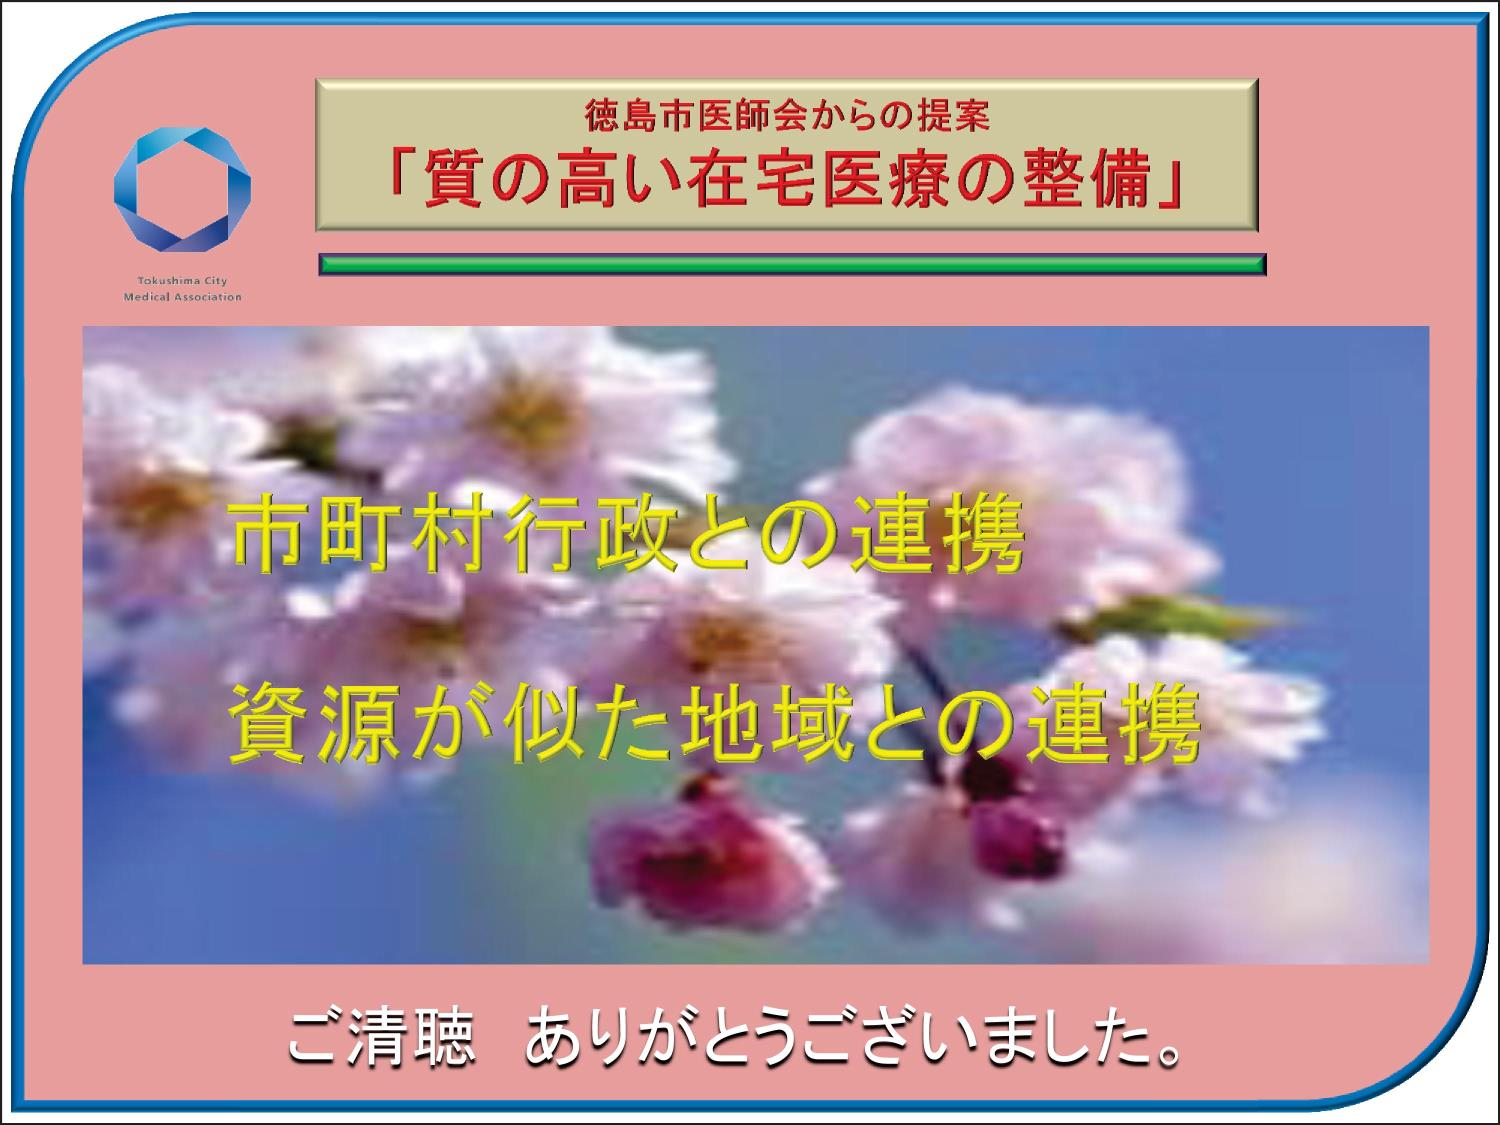 徳島市医師会からの提案
「質の高い在宅医療の整備」
Tokushima City
Medical Association
市町村行政との連携
資源が似た地域との連携
ご清聴　ありがとうございました。